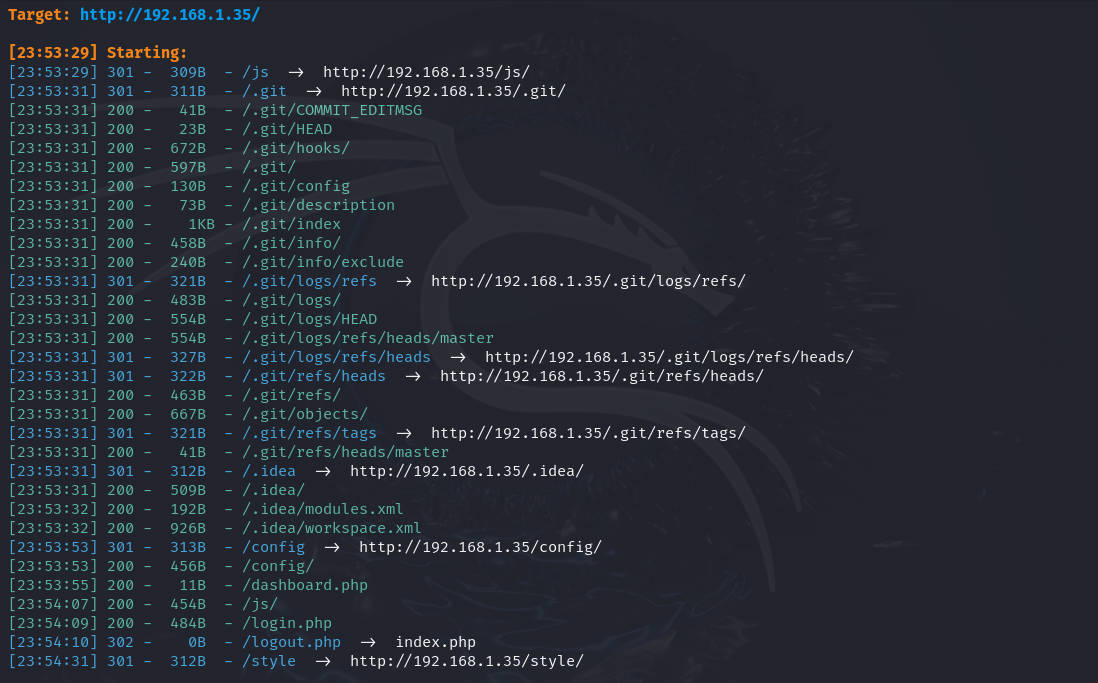 Target: http://192.168.1.35/
[23:53:29] Starting:
[23:53:29] 301 -  309B  - /js  ->  http://192.168.1.35/js/
[23:53:31] 301 -  311B  - /.git  ->  http://192.168.1.35/.git/
[23:53:31] 200 -   41B  - /.git/COMMIT_EDITMSG
[23:53:31] 200 -   23B  - /.git/HEAD
[23:53:31] 200 -  672B  - /.git/hooks/
[23:53:31] 200 -  597B  - /.git/
[23:53:31] 200 -  130B  - /.git/config
[23:53:31] 200 -   73B  - /.git/description
[23:53:31] 200 -    1KB - /.git/index
[23:53:31] 200 -  458B  - /.git/info/
[23:53:31] 200 -  240B  - /.git/info/exclude
[23:53:31] 301 -  321B  - /.git/logs/refs  ->  http://192.168.1.35/.git/logs/refs/
[23:53:31] 200 -  483B  - /.git/logs/
[23:53:31] 200 -  554B  - /.git/logs/HEAD
[23:53:31] 200 -  554B  - /.git/logs/refs/heads/master
[23:53:31] 301 -  327B  - /.git/logs/refs/heads  ->  http://192.168.1.35/.git/logs/refs/heads/
[23:53:31] 301 -  322B  - /.git/refs/heads  ->  http://192.168.1.35/.git/refs/heads/
[23:53:31] 200 -  463B  - /.git/refs/
[23:53:31] 200 -  667B  - /.git/objects/
[23:53:31] 301 -  321B  - /.git/refs/tags  ->  http://192.168.1.35/.git/refs/tags/
[23:53:31] 200 -   41B  - /.git/refs/heads/master
[23:53:31] 301 -  312B  - /.idea  ->  http://192.168.1.35/.idea/
[23:53:31] 200 -  509B  - /.idea/
[23:53:32] 200 -  192B  - /.idea/modules.xml
[23:53:32] 200 -  926B  - /.idea/workspace.xml
[23:53:53] 301 -  313B  - /config  ->  http://192.168.1.35/config/
[23:53:53] 200 -  456B  - /config/
[23:53:55] 200 -   11B  - /dashboard.php
[23:54:07] 200 -  454B  - /js/
[23:54:09] 200 -  484B  - /login.php
[23:54:10] 302 -    0B  - /logout.php  ->  index.php
[23:54:31] 301 -  312B  - /style  ->  http://192.168.1.35/style/